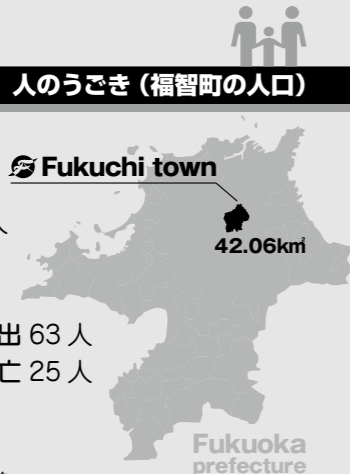 人のうごき（福智町の人口）
Fukuchi town
42.06k㎡
人
出 63 人
亡 25 人
Fukuoka
prefecture